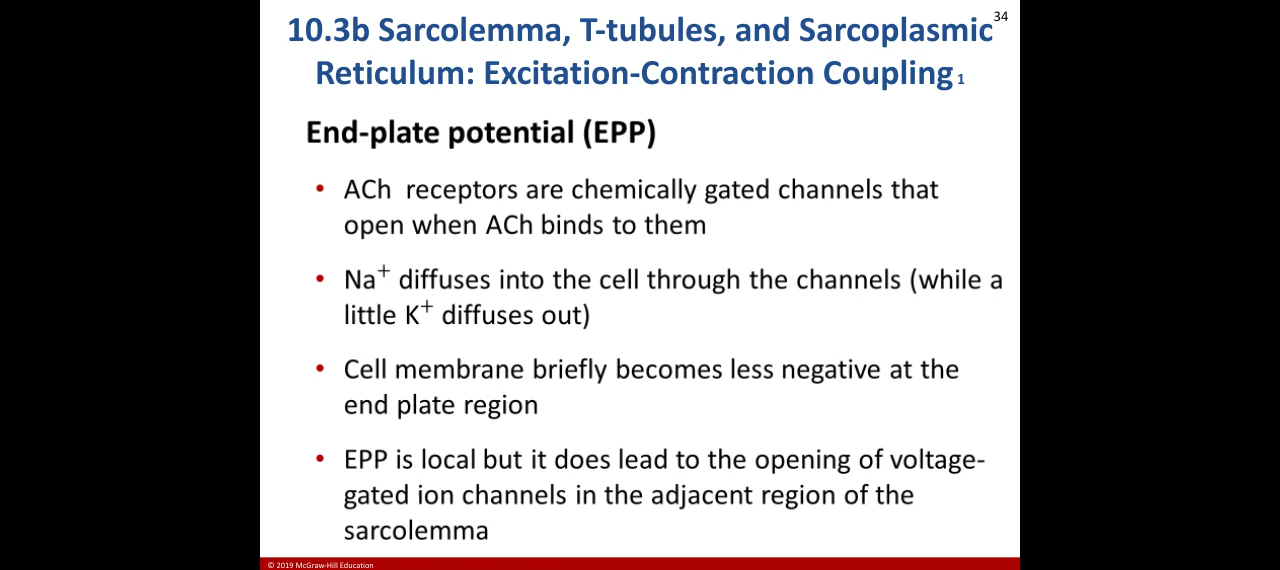 34
10.3b Sarcolemma, T-tubules, and Sarcoplasmic
Reticulum: Excitation-Contraction Coupling 1
End-plate potential (EPP)
• ACh  receptors are chemically gated channels that
open when ACh binds to them
• Na⁺ diffuses into the cell through the channels (while a
little K⁺ diffuses out)
• Cell membrane briefly becomes less negative at the
end plate region
• EPP is local but it does lead to the opening of voltage-
gated ion channels in the adjacent region of the
sarcolemma
© 2019 McGraw-Hill Education